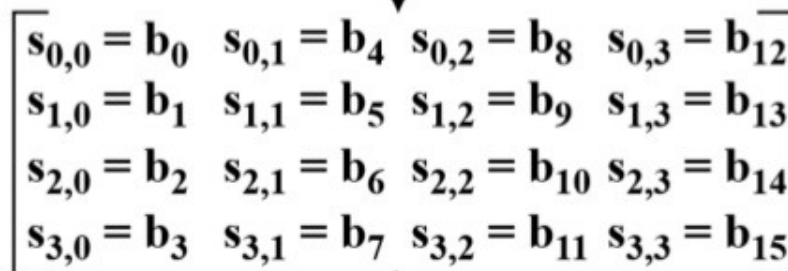 s0,0 = b0 s0,1 = b4 s0,2 = b8 s0,3 = b12
s1,0 = b1 s1,1 = b5 s1,2 = b9 s1,3 = b13
s2,0 = b2 s2,1 = b6 s2,2 = b10 s2,3 = b14
s3,0 = b3 s3,1 = b7 s3,2 = b11 s3,3 = b15